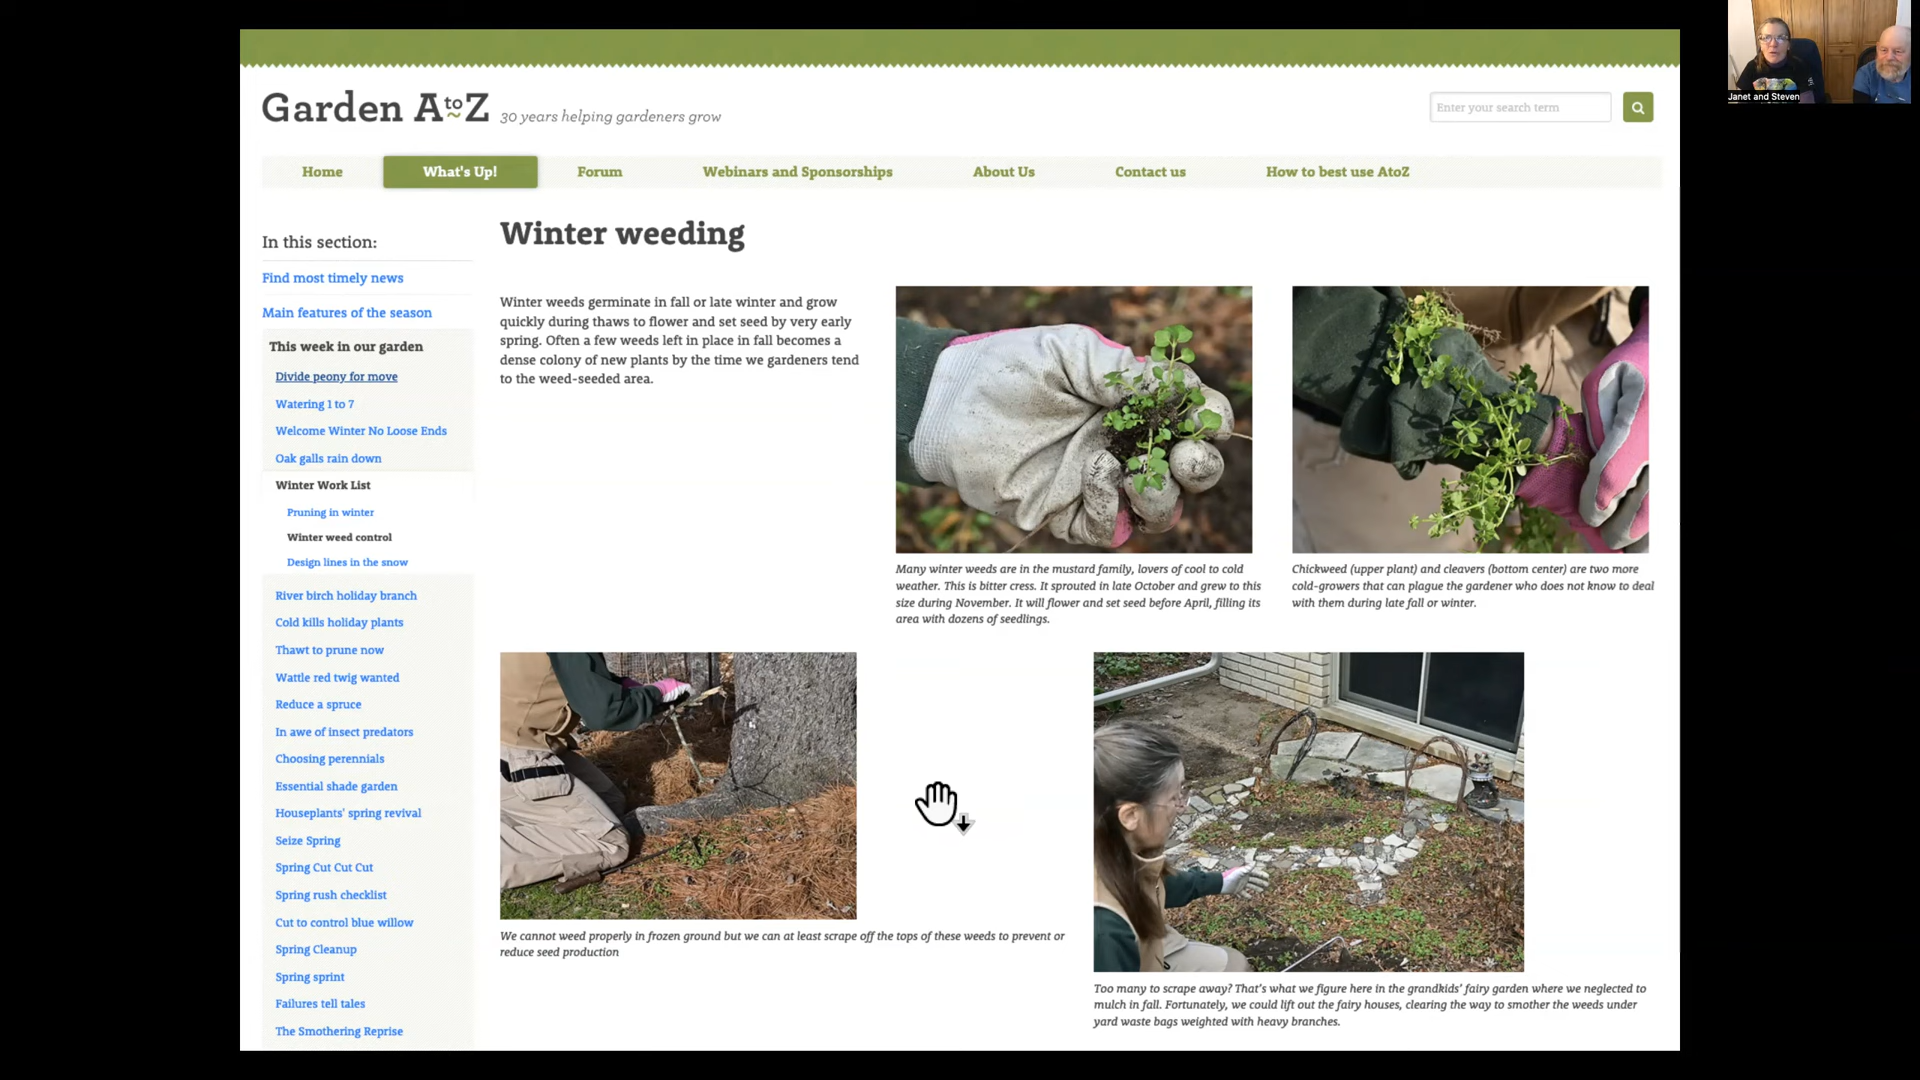 Janet and Steven
Garden AtoZ 30 years helping gardeners grow
Enter your search term
Home What's Up! Forum Webinars and Sponsorships About Us Contact us How to best use AtoZ
In this section:
Find most timely news
Main features of the season
This week in our garden
Divide peony for move
Watering 1 to 7
Welcome Winter No Loose Ends
Oak galls rain down
Winter Work List
Pruning in winter
Winter weed control
Design lines in the snow
River birch holiday branch
Cold kills holiday plants
Thawt to prune now
Wattle red twig wanted
Reduce a spruce
In awe of insect predators
Choosing perennials
Essential shade garden
Houseplants' spring revival
Seize Spring
Spring Cut Cut Cut
Spring rush checklist
Cut to control blue willow
Spring Cleanup
Spring sprint
Failures tell tales
The Smothering Reprise
Winter weeding
Winter weeds germinate in fall or late winter and grow
quickly during thaws to flower and set seed by very early
spring. Often a few weeds left in place in fall becomes a
dense colony of new plants by the time we gardeners tend
to the weed-seeded area.
Many winter weeds are in the mustard family, lovers of cool to cold
weather. This is bitter cress. It sprouted in late October and grew to this
size during November. It will flower and set seed before April, filling its
area with dozens of seedlings.
Chickweed (upper plant) and cleavers (bottom center) are two more
cold-growers that can plague the gardener who does not know to deal
with them during late fall or winter.
We cannot weed properly in frozen ground but we can at least scrape off the tops of these weeds to prevent or
reduce seed production
Too many to scrape away? That's what we figure here in the grandkids' fairy garden where we neglected to
mulch in fall. Fortunately, we could lift out the fairy houses, clearing the way to smother the weeds under
yard waste bags weighted with heavy branches.